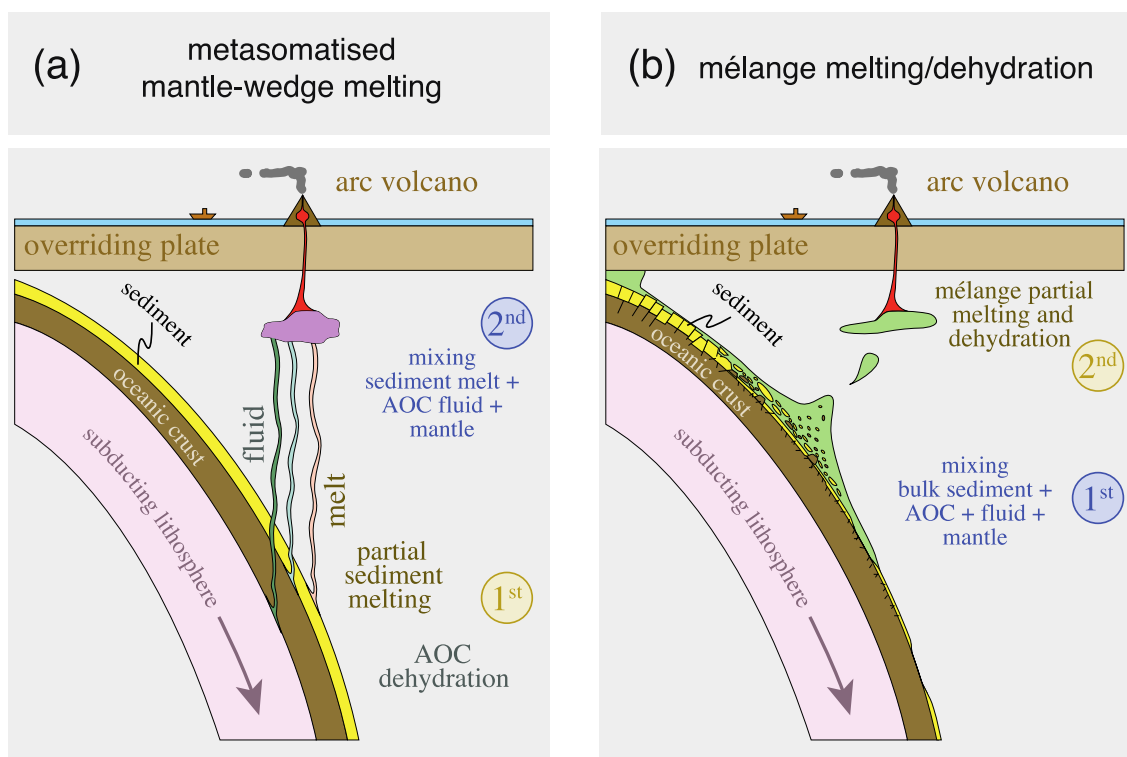 (a)
metasomatised
mantle-wedge melting
arc volcano
overriding plate
sediment
oceanic crust
subducting lithosphere
fluid
melt
2nd
mixing
sediment melt +
AOC fluid +
mantle
partial
sediment
melting
1st
AOC
dehydration
(b) mélange melting/dehydration
arc volcano
overriding plate
sediment
oceanic crust
subducting lithosphere
mélange partial
melting and
dehydration
2nd
mixing
bulk sediment +
AOC + fluid +
mantle
1st